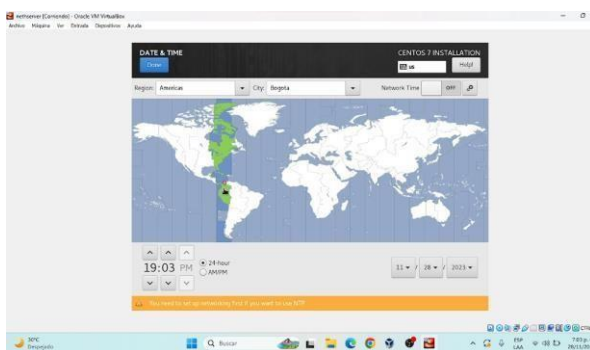 nethserver [Corriendo] - Oracle VM VirtualBox
Archivo Máquina Ver Entrada Dispositivos Ayuda
DATE & TIME
CENTOS 7 INSTALLATION
Done
us
Help!
Region: Americas
City: Bogota
Network Time
OFF
19:03 PM
24-hour
AM/PM
11 / 28 / 2023
You need to set up networking first if you want to use NTP
30°C
Despejado
Buscar
ESP
LAA